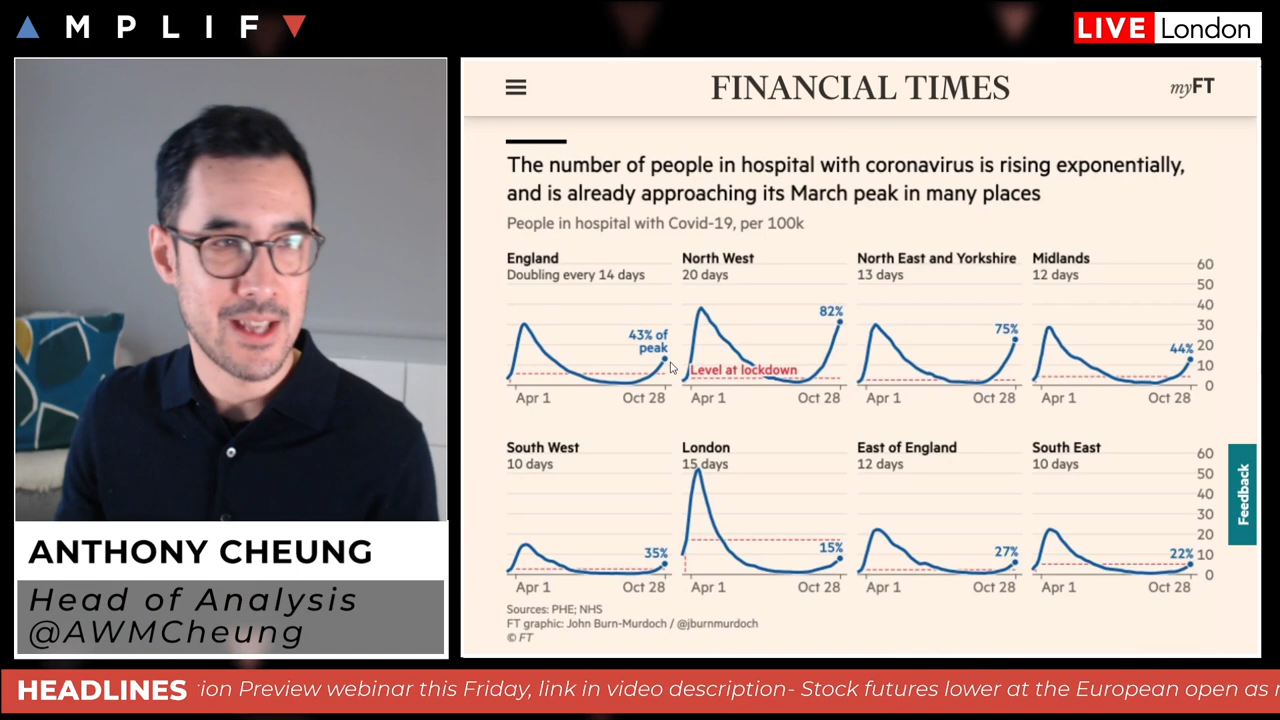 ▲ M P L I F ▼
LIVE London
FINANCIAL TIMES
myFT
The number of people in hospital with coronavirus is rising exponentially,
and is already approaching its March peak in many places
People in hospital with Covid-19, per 100k
England
Doubling every 14 days
43% of
peak
Apr 1 Oct 28
North West
20 days
82%
Level at lockdown
Apr 1 Oct 28
North East and Yorkshire
13 days
75%
Apr 1 Oct 28
Midlands
12 days
44%
Apr 1 Oct 28
60
50
40
30
20
10
0
South West
10 days
35%
Apr 1 Oct 28
London
15 days
15%
Apr 1 Oct 28
East of England
12 days
27%
Apr 1 Oct 28
South East
10 days
22%
Apr 1 Oct 28
60
50
40
30
20
10
0
Feedback
Sources: PHE; NHS
FT graphic: John Burn-Murdoch / @jburnmurdoch
© FT
ANTHONY CHEUNG
Head of Analysis
@AWMCheung
HEADLINES Preview webinar this Friday, link in video description- Stock futures lower at the European open as